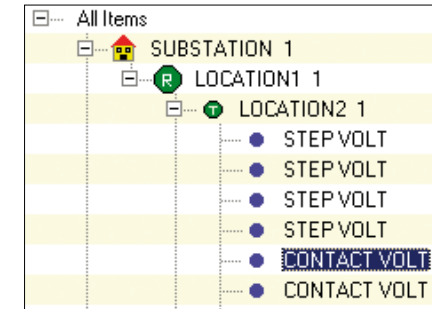 All Items
SUBSTATION 1
R LOCATION1 1
T LOCATION2 1
STEP VOLT
STEP VOLT
STEP VOLT
STEP VOLT
CONTACT VOLT
CONTACT VOLT